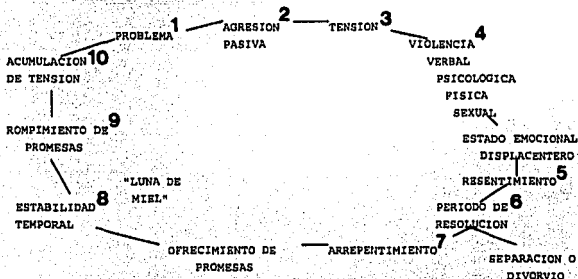 PROBLEMA 1
AGRESION 2
PASIVA
TENSION 3
VIOLENCIA 4
VERBAL
PSICOLOGICA
FISICA
SEXUAL
ESTADO EMOCIONAL
DISPLACENTERO
RESENTIMIENTO 5
PERIODO DE 6
RESOLUCION
SEPARACION O
DIVORVIO
ARREPENTIMIENTO 7
OFRECIMIENTO DE
PROMESAS
"LUNA DE
MIEL"
ESTABILIDAD 8
TEMPORAL
ROMPIMIENTO DE 9
PROMESAS
ACUMULACION 10
DE TENSION